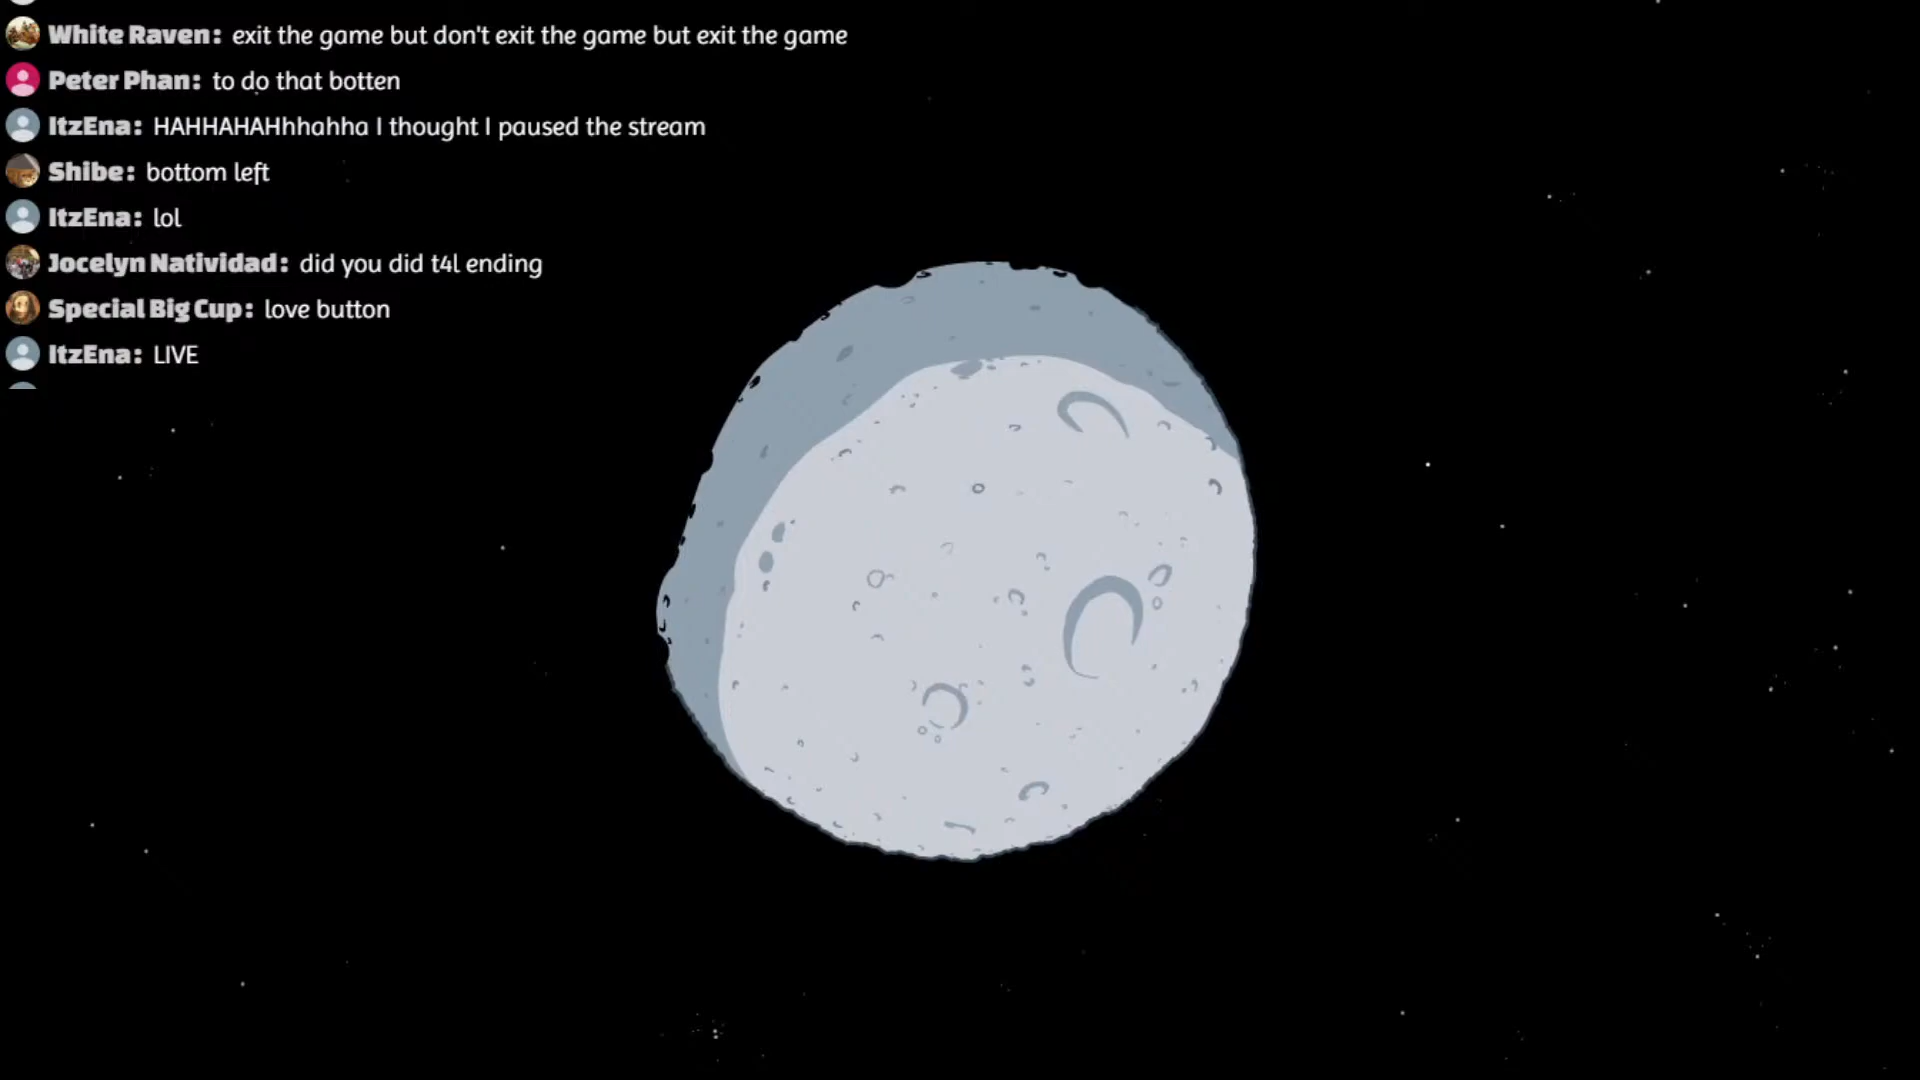 White Raven: exit the game but don't exit the game but exit the game
Peter Phan: to do that botten
ItzEna: HAHHAHAHhhahha I thought I paused the stream
Shibe: bottom left
ItzEna: lol
Jocelyn Natividad: did you did t4l ending
Special Big Cup: love button
ItzEna: LIVE